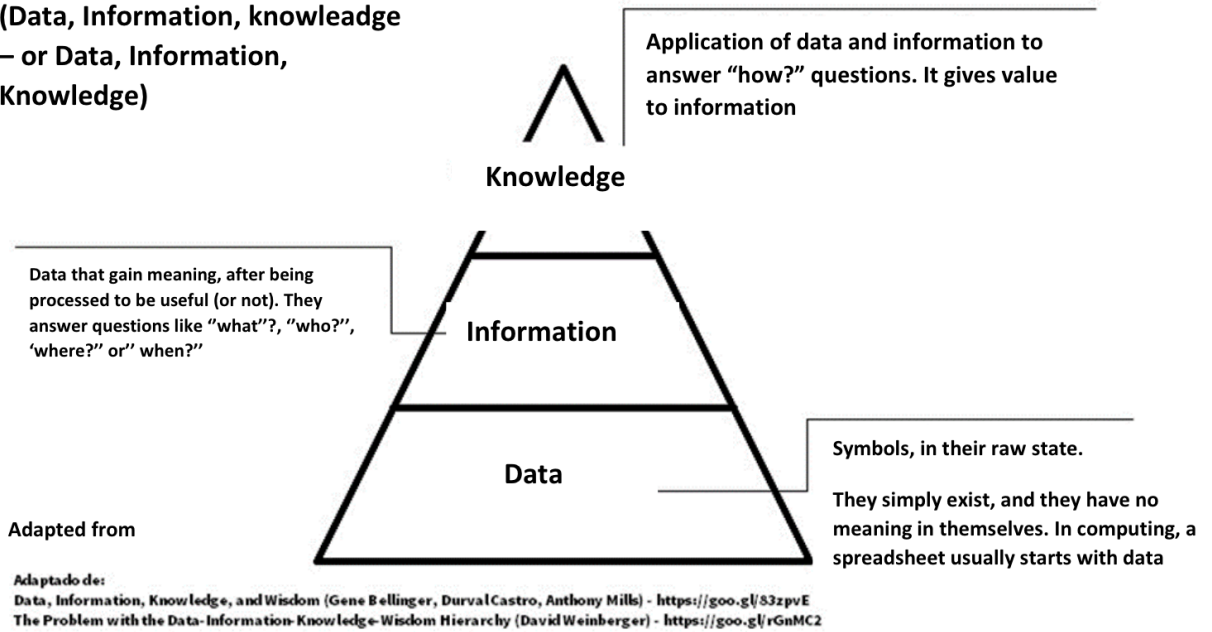 (Data, Information, knowleadge
– or Data, Information,
Knowledge)
Application of data and information to
answer “how?” questions. It gives value
to information
Knowledge
Data that gain meaning, after being
processed to be useful (or not). They
answer questions like ‘’what’’?, ‘’who?’’,
‘where?’’ or’’ when?’’
Information
Data
Symbols, in their raw state.
They simply exist, and they have no
meaning in themselves. In computing, a
spreadsheet usually starts with data
Adapted from
Adaptado de:
Data, Information, Knowledge, and Wisdom (Gene Bellinger, Durval Castro, Anthony Mills) - https://goo.gl/83zpvE
The Problem with the Data-Information-Knowledge-Wisdom Hierarchy (David Weinberger) - https://goo.gl/rGnMC2